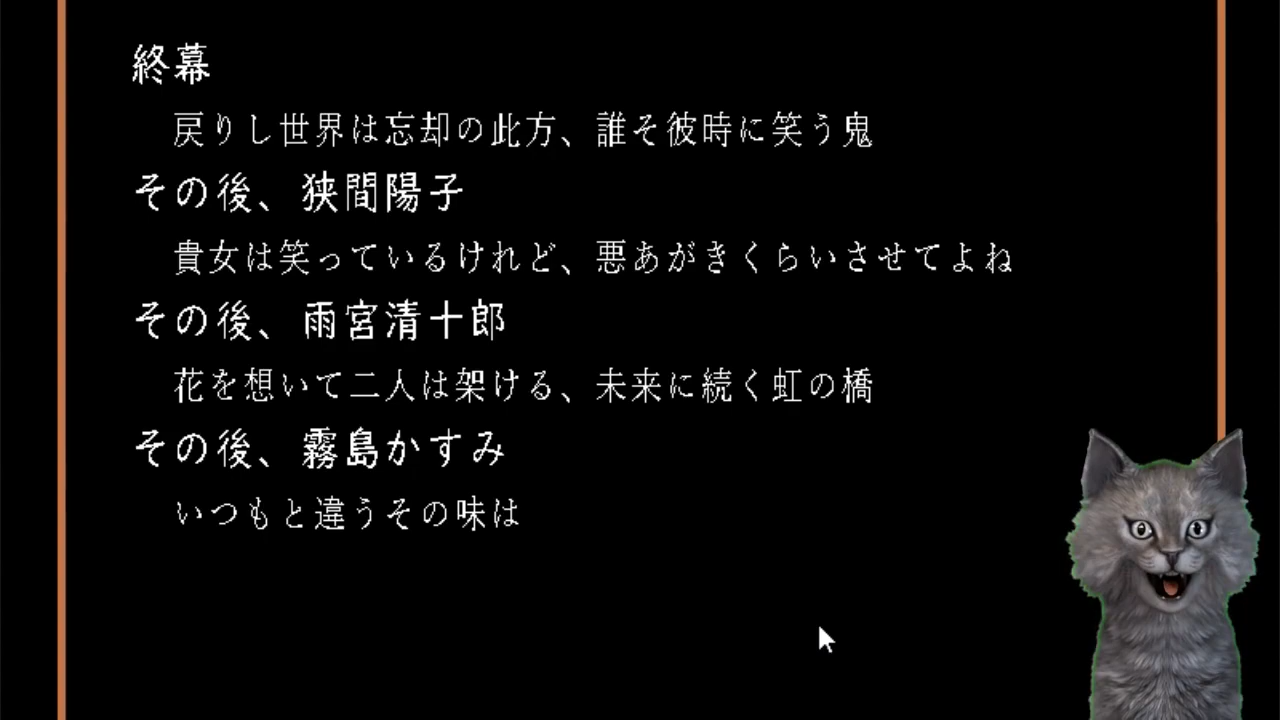 終幕
戻りし世界は忘却の此方、誰そ彼時に笑う鬼
その後、狭間陽子
貴女は笑っているけれど、悪あがきくらいさせてよね
その後、雨宮清十郎
花を想いて二人は架ける、未来に続く虹の橋
その後、霧島かすみ
いつもと違うその味は